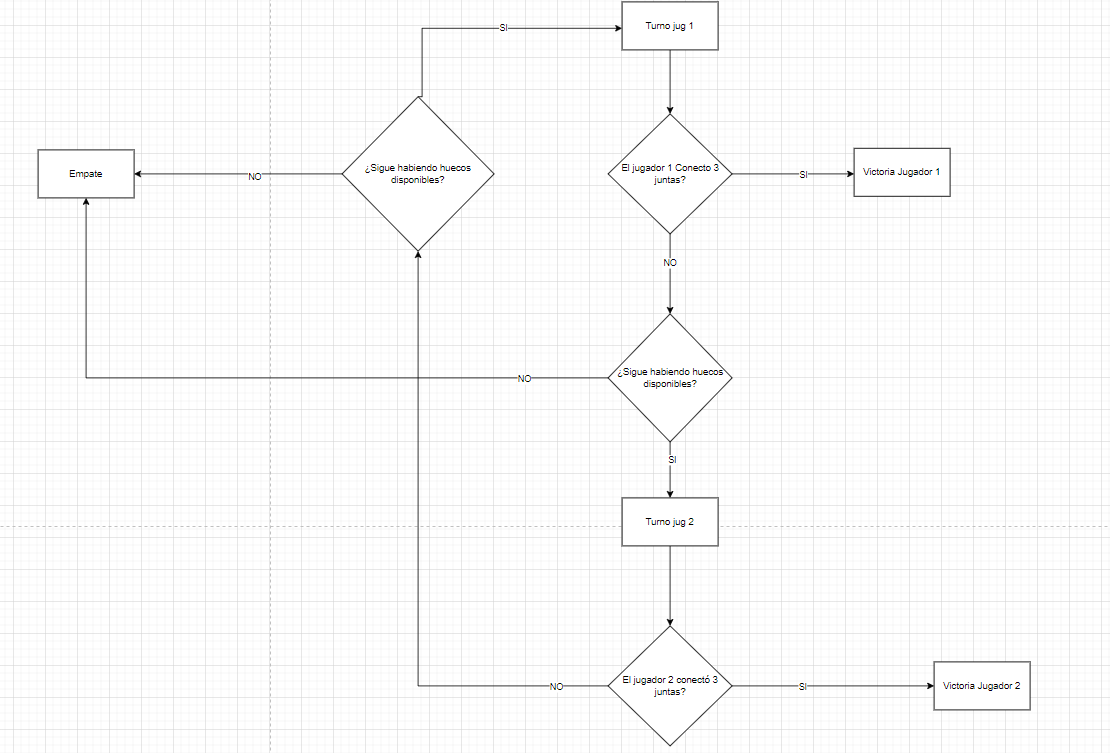 SI
Turno jug 1
¿Sigue habiendo huecos
disponibles?
El jugador 1 Conecto 3
juntas?
Empate
NO
SI
Victoria Jugador 1
NO
¿Sigue habiendo huecos
disponibles?
NO
SI
Turno jug 2
El jugador 2 conectó 3
juntas?
NO
SI
Victoria Jugador 2